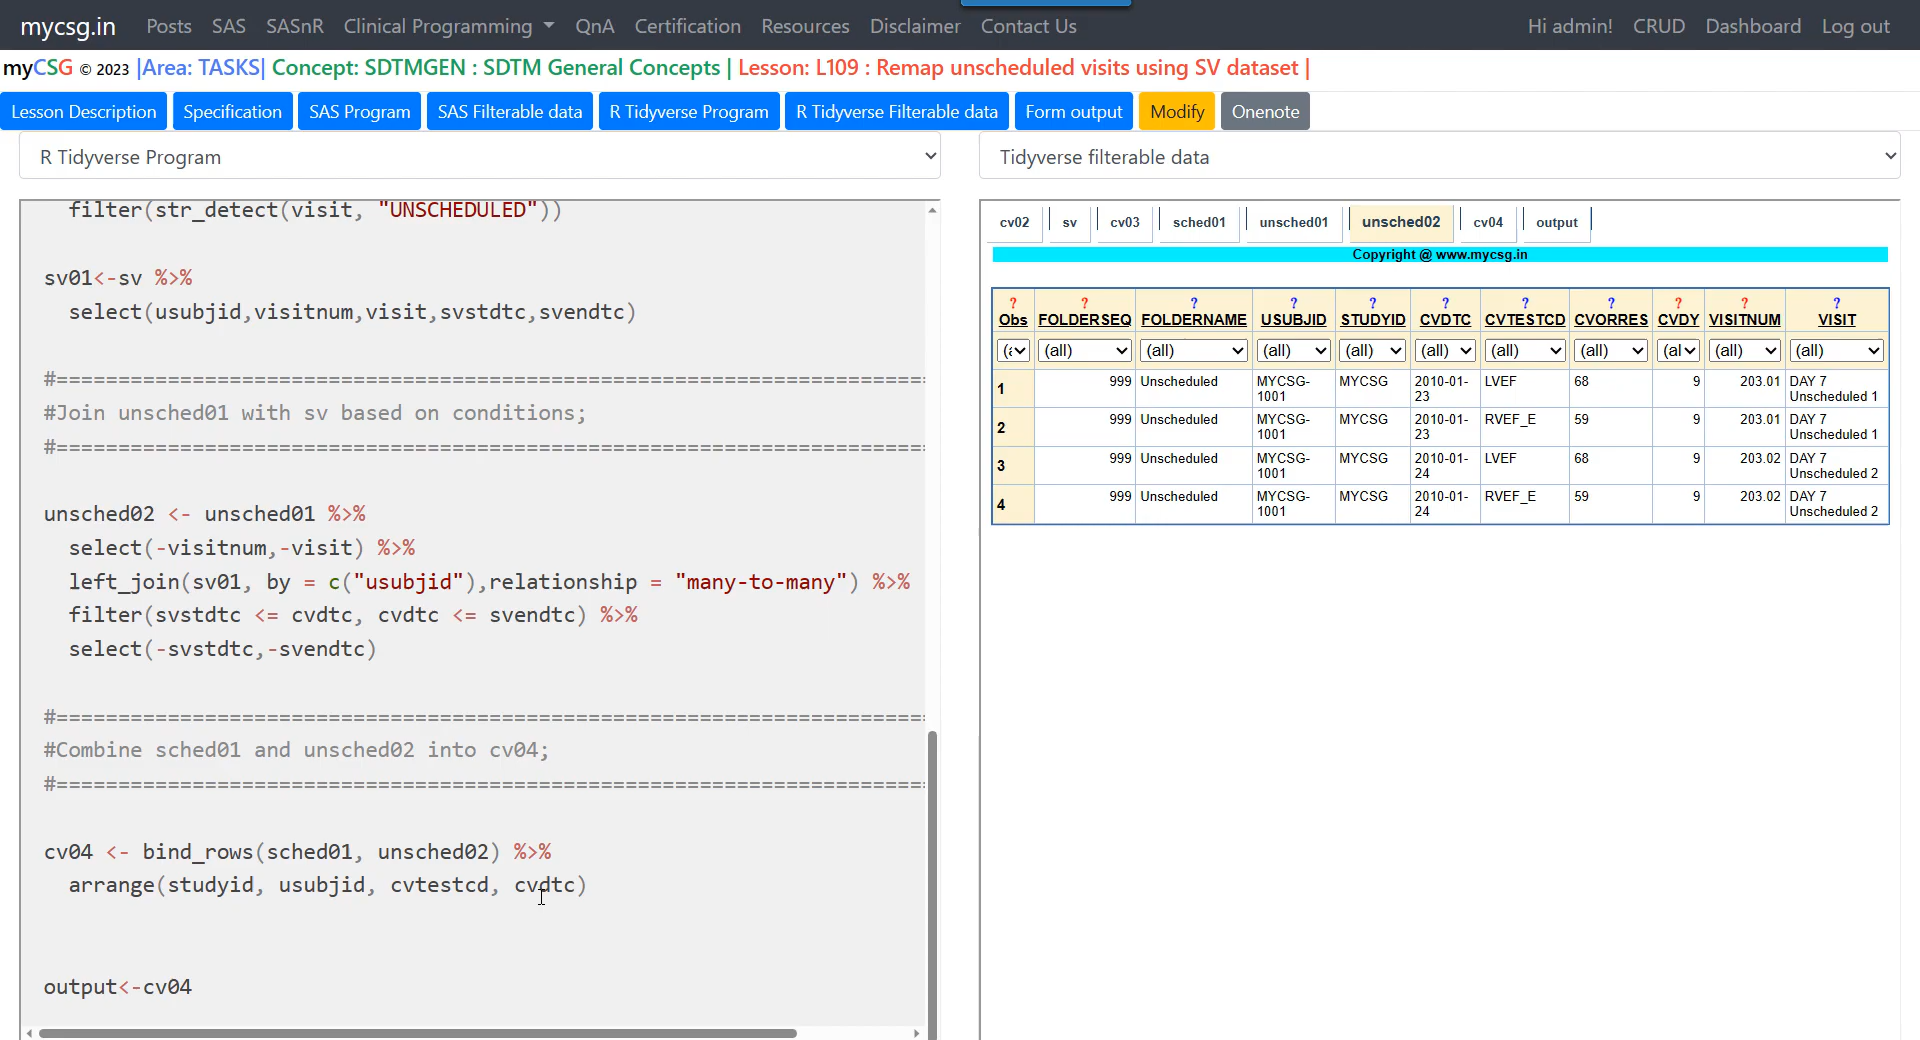 mycsg.in Posts SAS SASnR Clinical Programming QnA Certification Resources Disclaimer Contact Us Hi admin! CRUD Dashboard Log out
myCSG © 2023 |Area: TASKS| Concept: SDTMGEN : SDTM General Concepts | Lesson: L109 : Remap unscheduled visits using SV dataset |
Lesson Description Specification SAS Program SAS Filterable data R Tidyverse Program R Tidyverse Filterable data Form output Modify Onenote
R Tidyverse Program
filter(str_detect(visit, "UNSCHEDULED"))
sv01<-sv %>%
select(usubjid,visitnum,visit,svstdtc,svendtc)
#=======================================================================
#Join unsched01 with sv based on conditions;
#=======================================================================
unsched02 <- unsched01 %>%
select(-visitnum,-visit) %>%
left_join(sv01, by = c("usubjid"),relationship = "many-to-many") %>%
filter(svstdtc <= cvdtc, cvdtc <= svendtc) %>%
select(-svstdtc,-svendtc)
#=======================================================================
#Combine sched01 and unsched02 into cv04;
#=======================================================================
cv04 <- bind_rows(sched01, unsched02) %>%
arrange(studyid, usubjid, cvtestcd, cvdtc)
output<-cv04
Tidyverse filterable data
cv02 sv cv03 sched01 unsched01 unsched02 cv04 output
Copyright @ www.mycsg.in
? ? ? ? ? ? ? ? ? ? ?
Obs FOLDERSEQ FOLDERNAME USUBJID STUDYID CVDTC CVTESTCD CVORRES CVDY VISITNUM VISIT
(a (all) (all) (all) (all) (all) (all) (all) (al (all) (all)
1 999 Unscheduled MYCSG- MYCSG 2010-01- LVEF 68 9 203.01 DAY 7
1001 23 Unscheduled 1
2 999 Unscheduled MYCSG- MYCSG 2010-01- RVEF_E 59 9 203.01 DAY 7
1001 23 Unscheduled 1
3 999 Unscheduled MYCSG- MYCSG 2010-01- LVEF 68 9 203.02 DAY 7
1001 24 Unscheduled 2
4 999 Unscheduled MYCSG- MYCSG 2010-01- RVEF_E 59 9 203.02 DAY 7
1001 24 Unscheduled 2